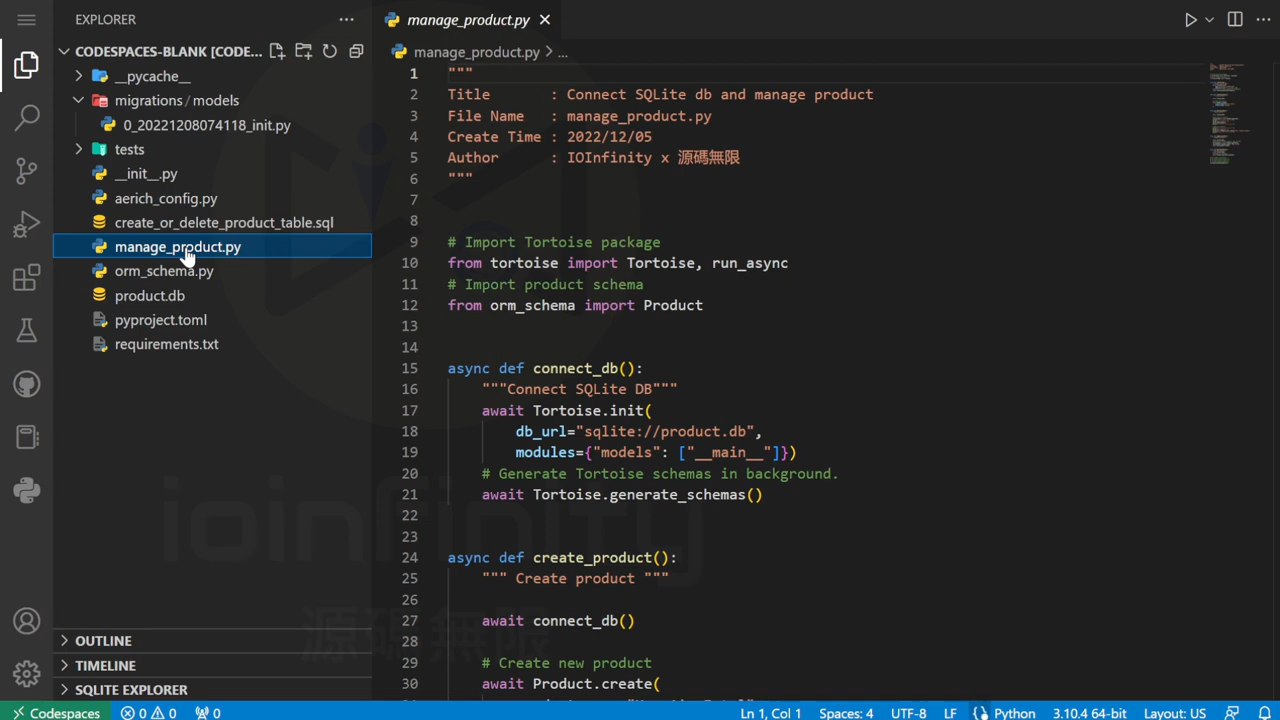 EXPLORER
CODESPACES-BLANK [CODE...
__pycache__
migrations / models
0_20221208074118_init.py
tests
__init__.py
aerich_config.py
create_or_delete_product_table.sql
manage_product.py
orm_schema.py
product.db
pyproject.toml
requirements.txt
OUTLINE
TIMELINE
SQLITE EXPLORER
manage_product.py
manage_product.py > ...
1 """
2 Title : Connect SQLite db and manage product
3 File Name : manage_product.py
4 Create Time : 2022/12/05
5 Author : IOInfinity x 源碼無限
6 """
7
8
9 # Import Tortoise package
10 from tortoise import Tortoise, run_async
11 # Import product schema
12 from orm_schema import Product
13
14
15 async def connect_db():
16 """Connect SQLite DB"""
17 await Tortoise.init(
18 db_url="sqlite://product.db",
19 modules={"models": ["__main__"]})
20 # Generate Tortoise schemas in background.
21 await Tortoise.generate_schemas()
22
23
24 async def create_product():
25 """ Create product """
26
27 await connect_db()
28
29 # Create new product
30 await Product.create(
ioinfinity
源碼無限
Codespaces 0 0 0 Ln 1, Col 1 Spaces: 4 UTF-8 LF Python 3.10.4 64-bit Layout: US